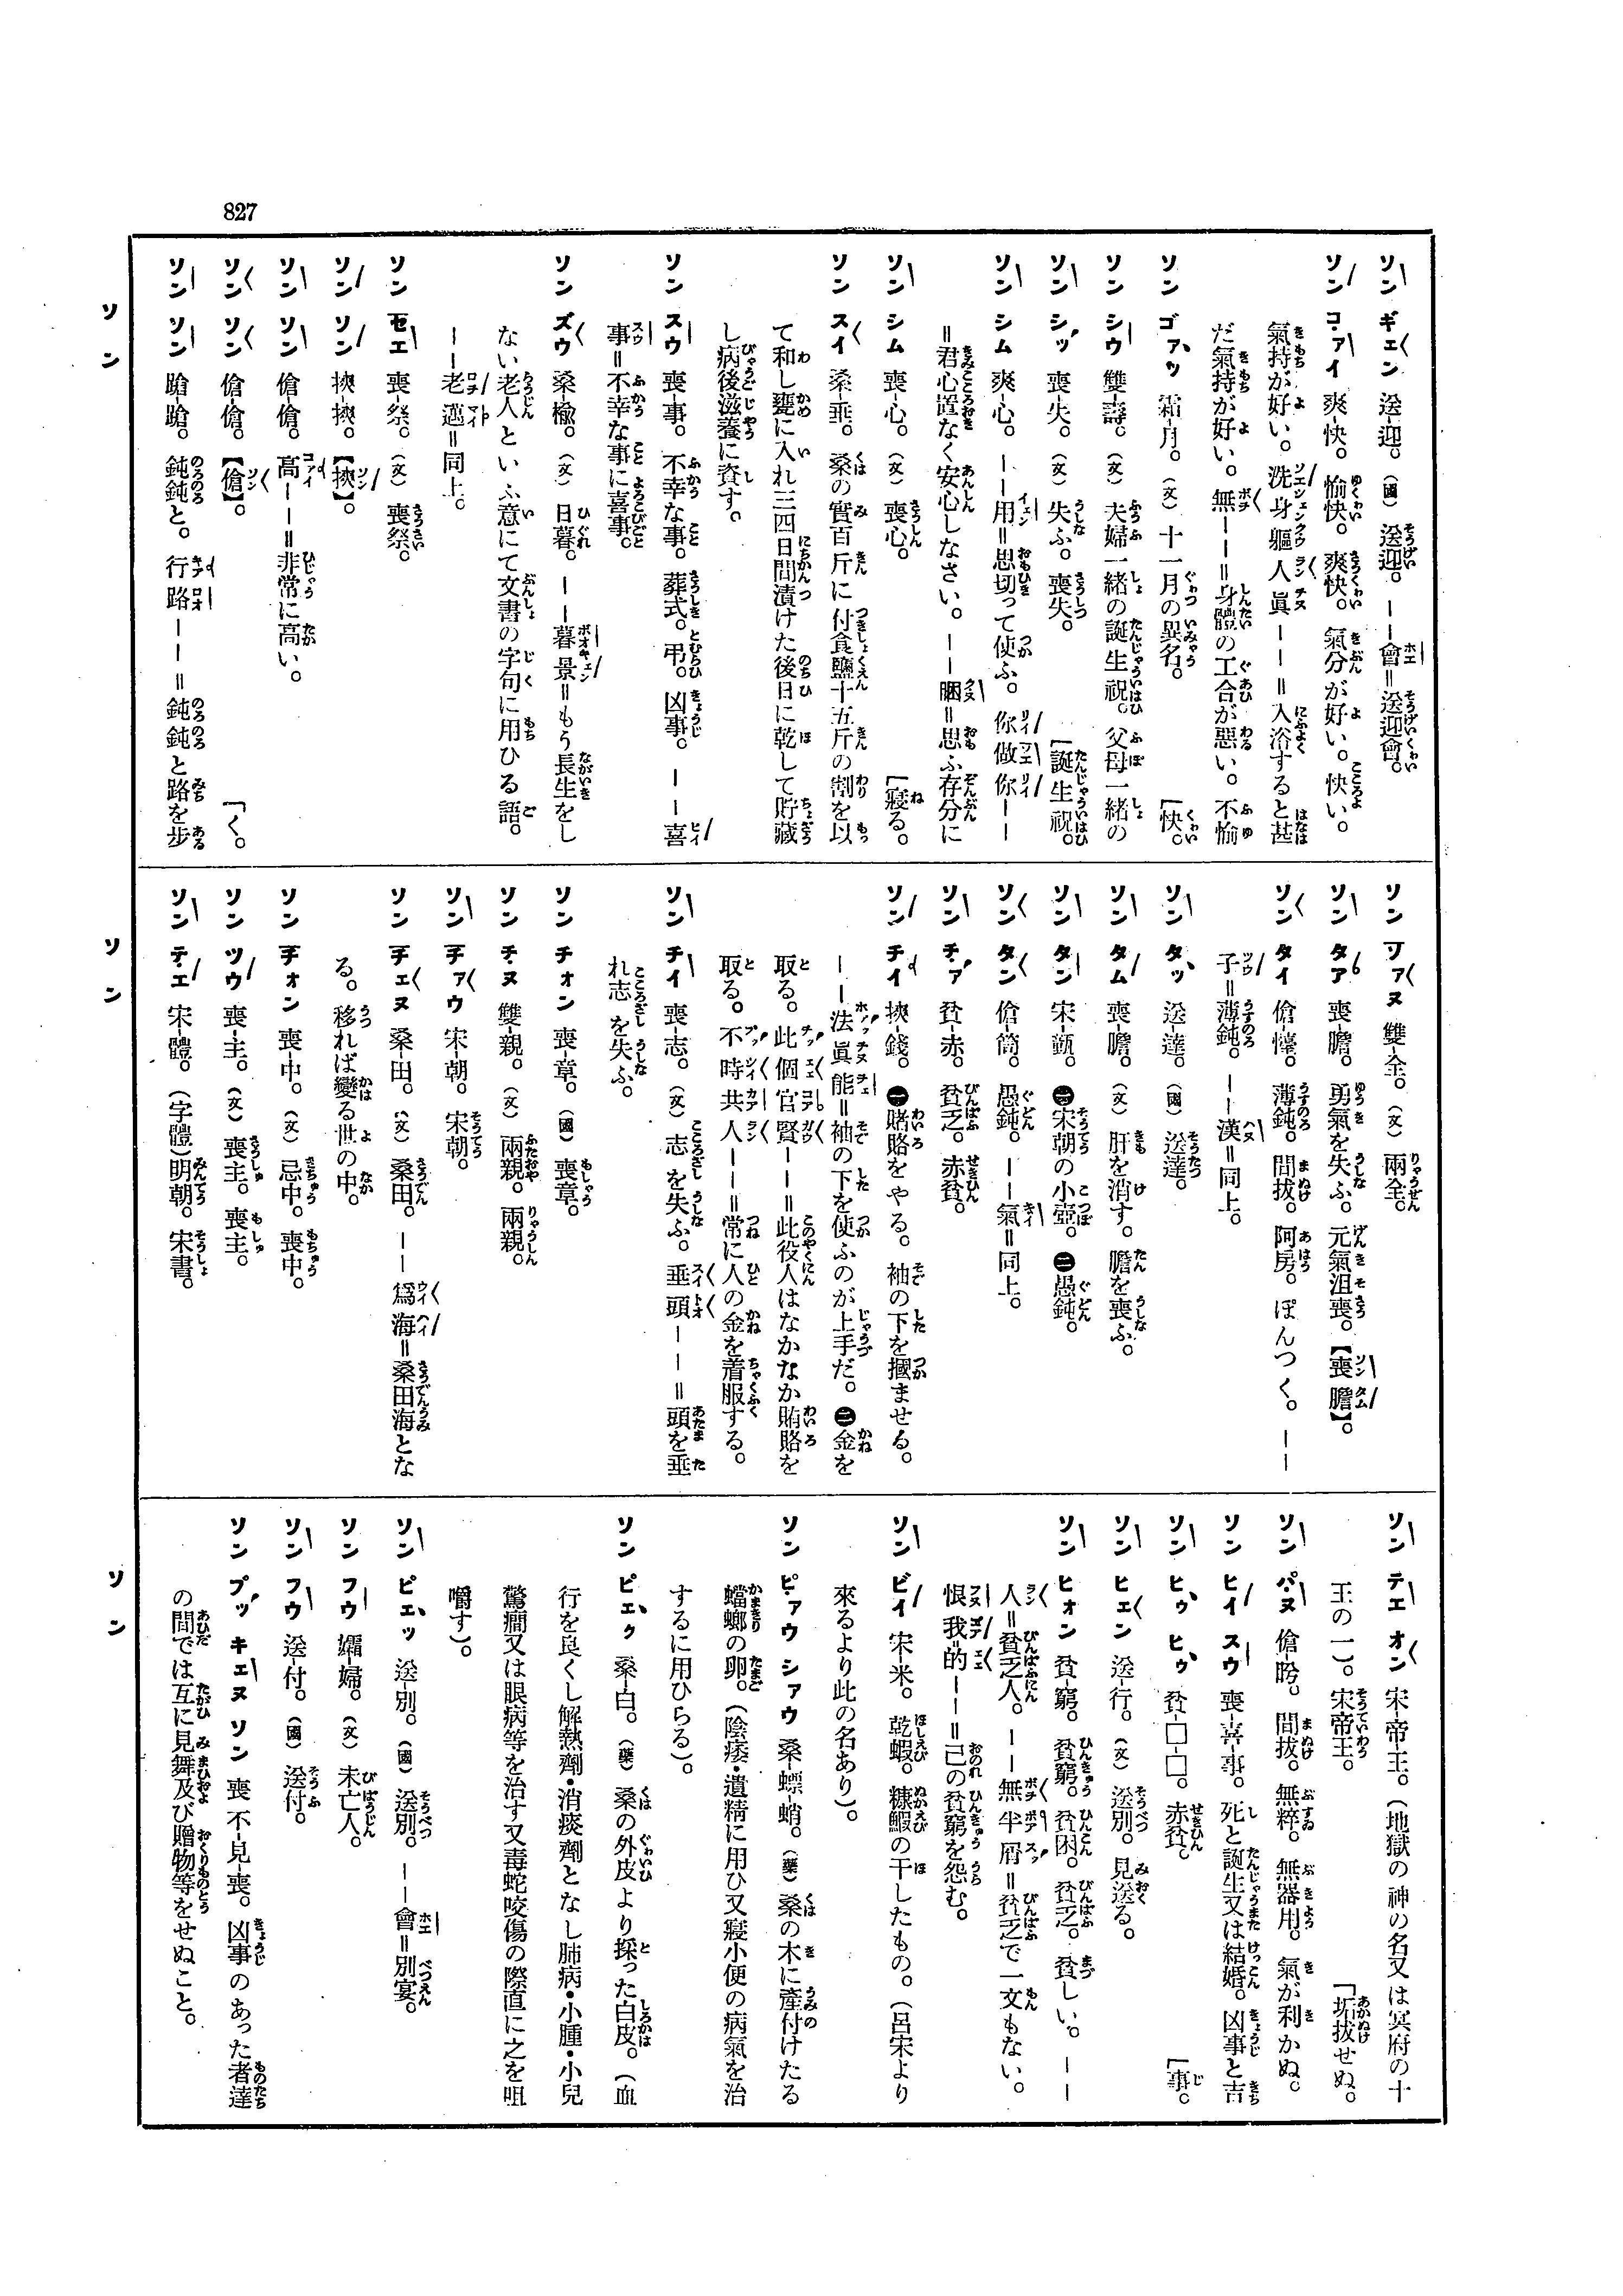 827
ソン ギェン 送-迎。(國)送迎。――會=送迎會。
ソン コァイ 爽-快。愉快。爽快。氣分が好い。快い。
氣持が好い。洗身軀人眞――=入浴すると甚
だ氣持が好い。無――=身體の工合が惡い。不愉
ソン ゴァッ 霜-月。(文)十一月の異名。 [快。
ソン シウ 雙-壽。(文)夫婦一緒の誕生祝。父母一緒の
ソン シッ 喪-失。(文)失ふ。喪失。 [誕生祝。
ソン シム 爽-心。――用=思切って使ふ。你做你――
=君心置なく安心しなさい。――睏=思ふ存分に
ソン シム 喪-心。(文)喪心。 [寢る。
ソン スイ 桑-垂。桑の實百斤に付食鹽十五斤の割を以
て和し甕に入れ三四日間漬けた後日に乾して貯藏
し病後滋養に資す。
ソン スウ 喪-事。不幸な事。葬式。弔。凶事。――喜
事=不幸な事に喜事。
ソン ズウ 桑-楡。(文)日暮。――暮景=もう長生をし
ない老人といふ意にて文書の字句に用ひる語。
――老邁=同上。
ソン セエ 喪-祭。(文)喪祭。
ソン ソン 㨻-㨻。【㨻】。
ソン ソン 傖-傖。高――=非常に高い。
ソン ソン 傖-傖。【傖】。 「く。
ソン ソン 蹌-蹌。鈍鈍と。行路――=鈍鈍と路を步
ソン ツァヌ 雙-全。(文)兩全。
ソン タア 喪-膽。勇氣を失ふ。元氣沮喪。【喪膽】。
ソン タイ 傖-儓。薄鈍。間拔。阿房。ぽんつく。――
子=薄鈍。――漢=同上。
ソン タッ 送-達。(國)送達。
ソン タム 喪-膽。(文)肝を消す。膽を喪ふ。
ソン タン 宋-甀。㊀宋朝の小壺。㊁愚鈍。
ソン タン 傖-筒。愚鈍。――氣=同上。
ソン チァ 貧-赤。貧乏。赤貧。
ソン チイ 㨻-錢。㊀賭賂をやる。袖の下を摑ませる。
――法眞能=袖の下を使ふのが上手だ。㊁金を
取る。此個官賢――=此役人はなかなか賄賂を
取る。不時共人――=常に人の金を着服する。
ソン チイ 喪-志。(文)志を失ふ。垂頭――=頭を垂
れ志を失ふ。
ソン チォン 喪-章。(國)喪章。
ソン チヌ 雙-親。(文)兩親。兩親。
ソン チァウ 宋-朝。宋朝。
ソン チェヌ 桑-田。(文)桑田。――爲海=桑田海とな
る。移れば變る世の中。
ソン チォン 喪-中。(文)忌中。喪中。
ソン ツウ 喪-主。(文)喪主。喪主。
ソン テエ 宋-體。(字體)明朝。宋書。
ソン テエ オン 宋-帝-王。(地獄の神の名又は冥府の十
王の一)。宋帝王。 「垢拔せぬ。
ソン パヌ 傖-盼。間拔。無粹。無器用。氣が利かぬ。
ソン ヒイ スウ 喪-喜-事。死と誕生又は結婚。凶事と吉
ソン ヒゥ ヒゥ 貧-□-□。赤貧。 [事。
ソン ヒェン 送-行。(文)送別。見送る。
ソン ヒォン 貧-窮。貧窮。貧困。貧乏。貧しい。――
人=貧乏人。――無半屑=貧乏で一文もない。
恨我的――=己の貧窮を怨む。
ソン ビイ 宋-米。乾蝦。糠鰕の干したもの。(呂宋より
來るより此の名あり)。
ソン ピァウ シァウ 桑-螵-蛸。(藥)桑の木に產付けたる
蟷螂の卵。(陰痿・遺精に用ひ又寢小便の病氣を治
するに用ひらる)。
ソン ピェク 桑-白。(藥)桑の外皮より採った白皮。(血
行を良くし解熱劑・消痰劑となし肺病・小腫・小兒
驚癇又は眼病等を治す又毒蛇咬傷の際直に之を咀
嚼す)。
ソン ピェッ 送-別。(國)送別。――會=別宴。
ソン フウ 孀-婦。(文)未亡人。
ソン フウ 送-付。(國)送付。
ソン プッ キェヌ ソン 喪不-見-喪。凶事のあった者達
の間では互に見舞及び贈物等をせぬこと。
ソン
ソン
ソン